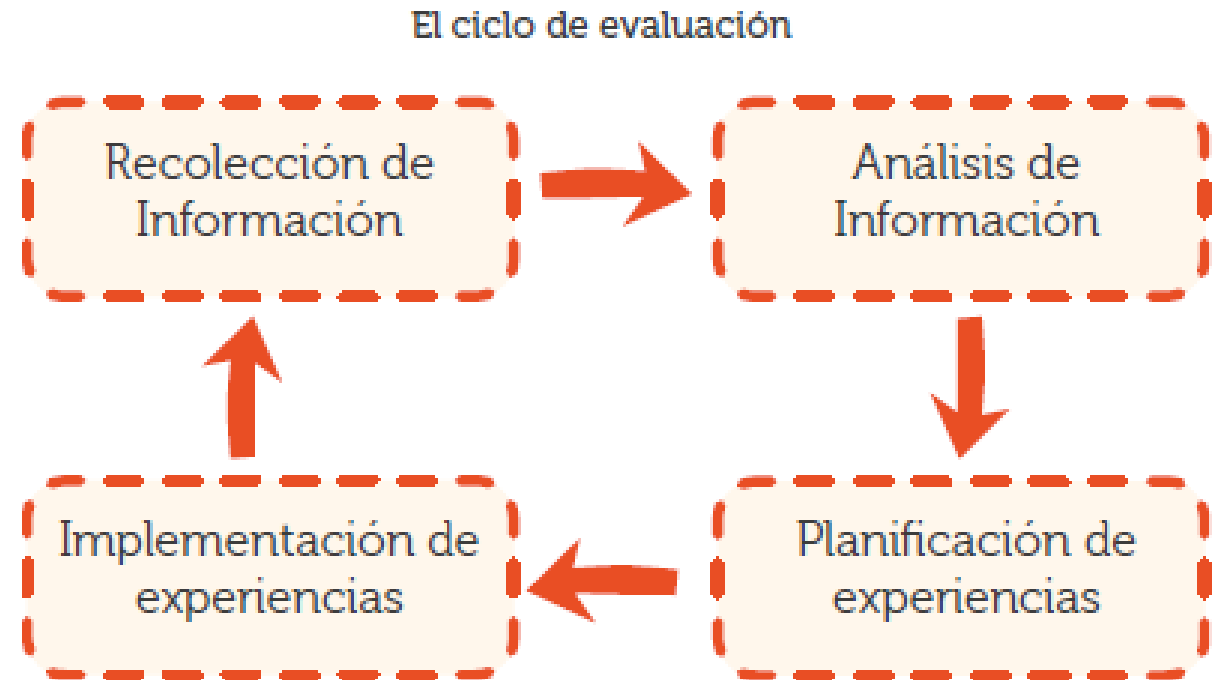 El ciclo de evaluación
Recolección de
Información
Análisis de
Información
Implementación de
experiencias
Planificación de
experiencias